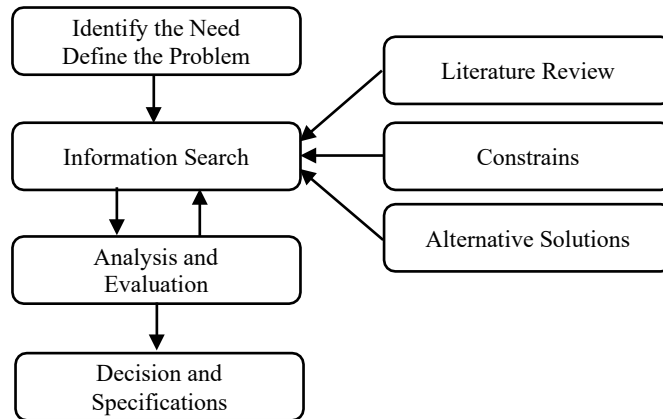 Identify the Need
Define the Problem
Literature Review
Information Search
Constrains
Alternative Solutions
Analysis and
Evaluation
Decision and
Specifications